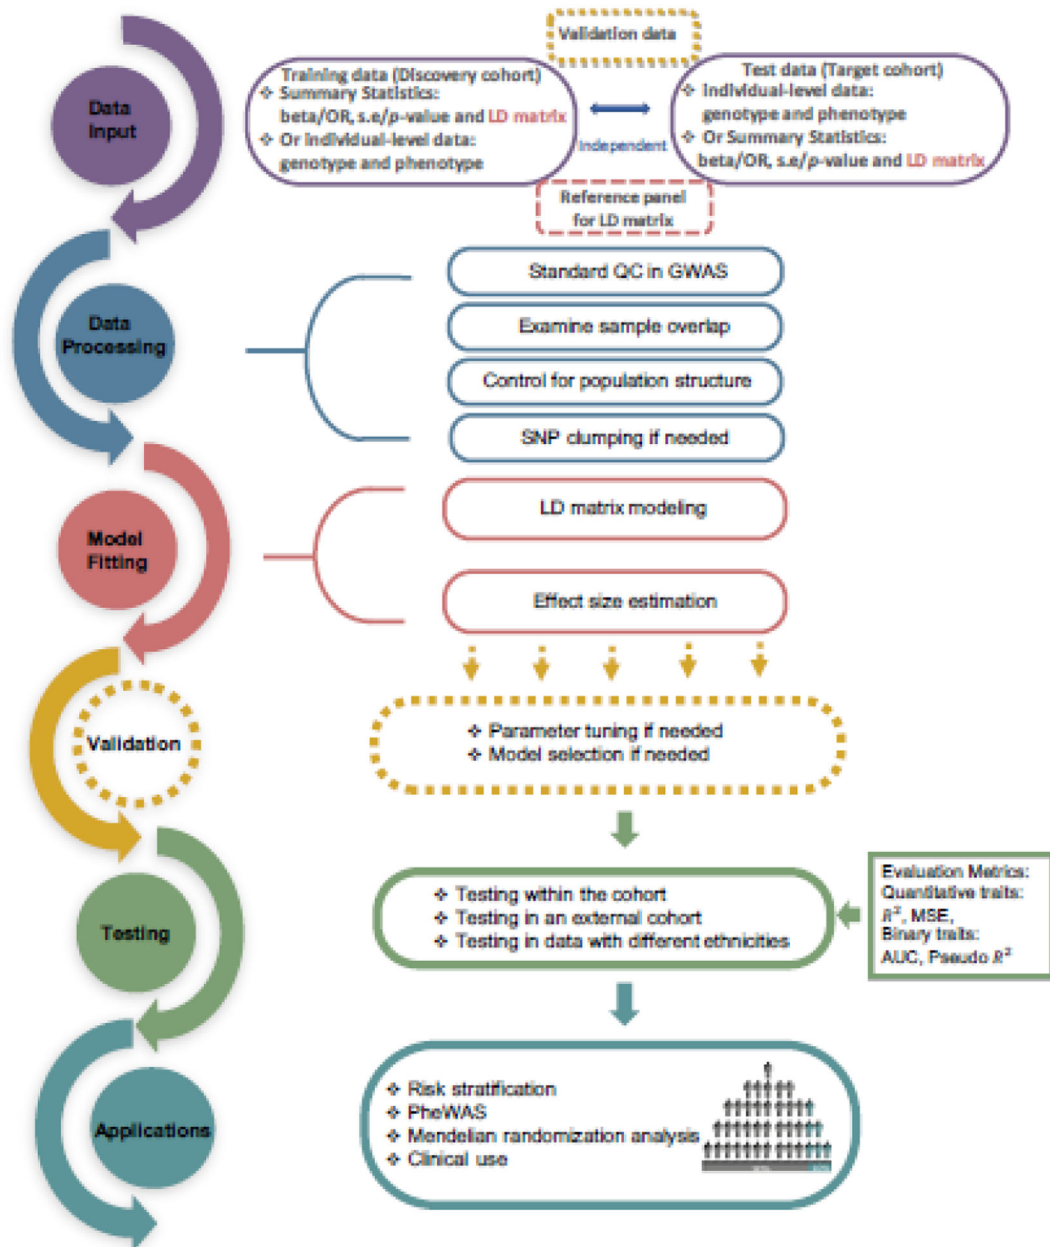 Data
Input
Validation data
Training data (Discovery cohort)
❖ Summary Statistics:
beta/OR, s.e/p-value and LD matrix
❖ Or individual-level data:
genotype and phenotype
Independent
Test data (Target cohort)
❖ Individual-level data:
genotype and phenotype
❖ Or Summary Statistics:
beta/OR, s.e/p-value and LD matrix
Reference panel
for LD matrix
Data
Processing
Standard QC in GWAS
Examine sample overlap
Control for population structure
SNP clumping if needed
Model
Fitting
LD matrix modeling
Effect size estimation
Validation
❖ Parameter tuning if needed
❖ Model selection if needed
Testing
❖ Testing within the cohort
❖ Testing in an external cohort
❖ Testing in data with different ethnicities
Evaluation Metrics:
Quantitative traits:
R², MSE,
Binary traits:
AUC, Pseudo R²
Applications
❖ Risk stratification
❖ PheWAS
❖ Mendelian randomization analysis
❖ Clinical use